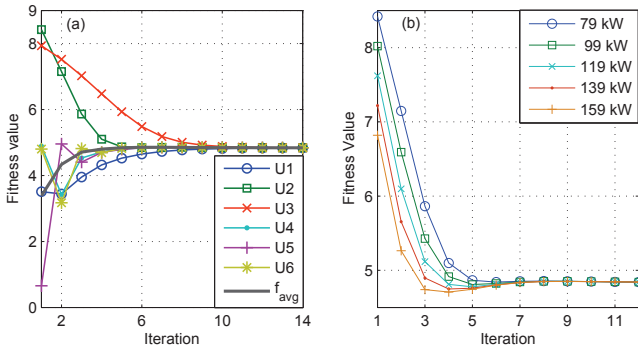 (a)
Fitness value
9
8
6
4
2
0
2
6
10
14
Iteration
U1
U2
U3
U4
U5
U6
f avg
(b)
Fitness Value
8
7
6
5
1
3
5
7
9
11
Iteration
79 kW
99 kW
119 kW
139 kW
159 kW